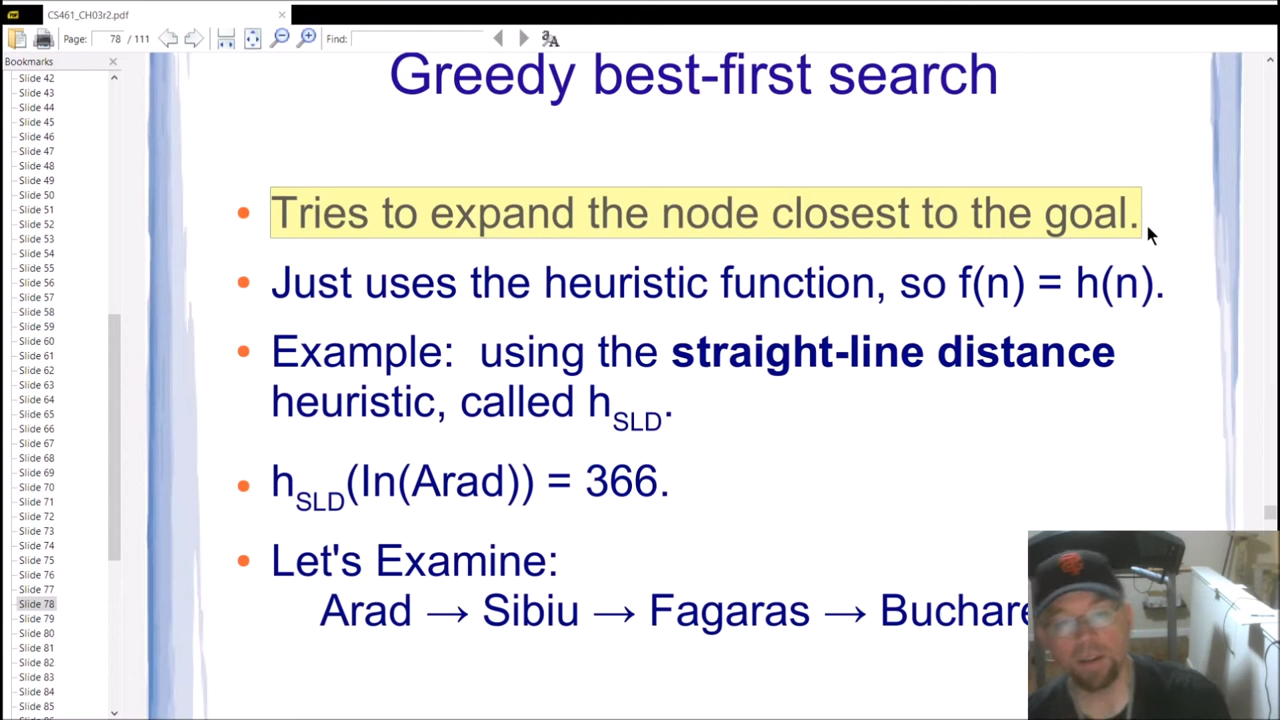 CS461_CH03r2.pdf
Page: 78 / 111
Find:
Bookmarks
Slide 42
Slide 43
Slide 44
Slide 45
Slide 46
Slide 47
Slide 48
Slide 49
Slide 50
Slide 51
Slide 52
Slide 53
Slide 54
Slide 55
Slide 56
Slide 57
Slide 58
Slide 59
Slide 60
Slide 61
Slide 62
Slide 63
Slide 64
Slide 65
Slide 66
Slide 67
Slide 68
Slide 69
Slide 70
Slide 71
Slide 72
Slide 73
Slide 74
Slide 75
Slide 76
Slide 77
Slide 78
Slide 79
Slide 80
Slide 81
Slide 82
Slide 83
Slide 84
Slide 85
Greedy best-first search
• Tries to expand the node closest to the goal.
• Just uses the heuristic function, so f(n) = h(n).
• Example: using the straight-line distance
heuristic, called hSLD.
• hSLD(In(Arad)) = 366.
• Let's Examine:
Arad → Sibiu → Fagaras → Buchare